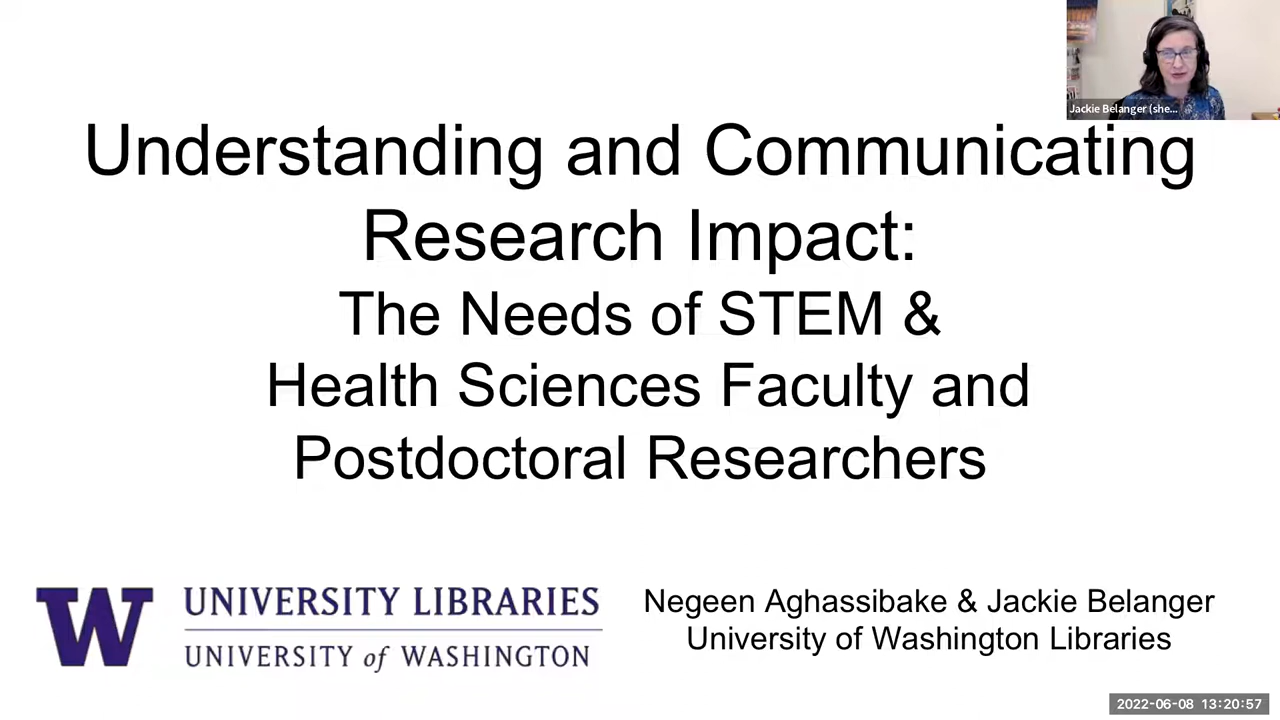 Jackie Belanger (she...
Understanding and Communicating
Research Impact:
The Needs of STEM &
Health Sciences Faculty and
Postdoctoral Researchers
W
UNIVERSITY LIBRARIES
UNIVERSITY of WASHINGTON
Negeen Aghassibake & Jackie Belanger
University of Washington Libraries
2022-06-08 13:20:57